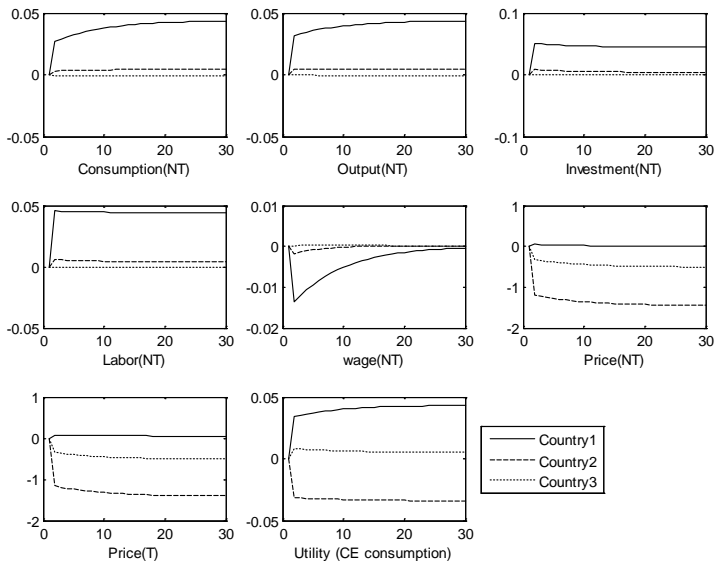 0.05
0
-0.05
0 10 20 30
Consumption(NT)
0.05
0
-0.05
0 10 20 30
Output(NT)
0.1
0
-0.1
0 10 20 30
Investment(NT)
0.05
0
-0.05
0 10 20 30
Labor(NT)
0.01
0
-0.01
-0.02
0 10 20 30
wage(NT)
1
0
-1
-2
0 10 20 30
Price(NT)
1
0
-1
-2
0 10 20 30
Price(T)
0.05
0
-0.05
0 10 20 30
Utility (CE consumption)
Country1
Country2
Country3